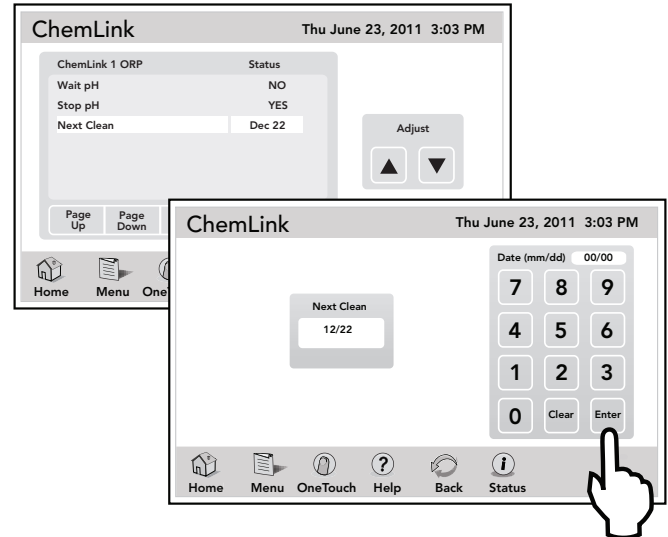 ChemLink Thu June 23, 2011 3:03 PM
ChemLink 1 ORP Status
Wait pH NO
Stop pH YES
Next Clean Dec 22
Adjust
Page Up Page Down
Home Menu
ChemLink Thu June 23, 2011 3:03 PM
Date (mm/dd) 00/00
Next Clean
12/22
7 8 9
4 5 6
1 2 3
0 Clear Enter
Home Menu OneTouch Help Back Status